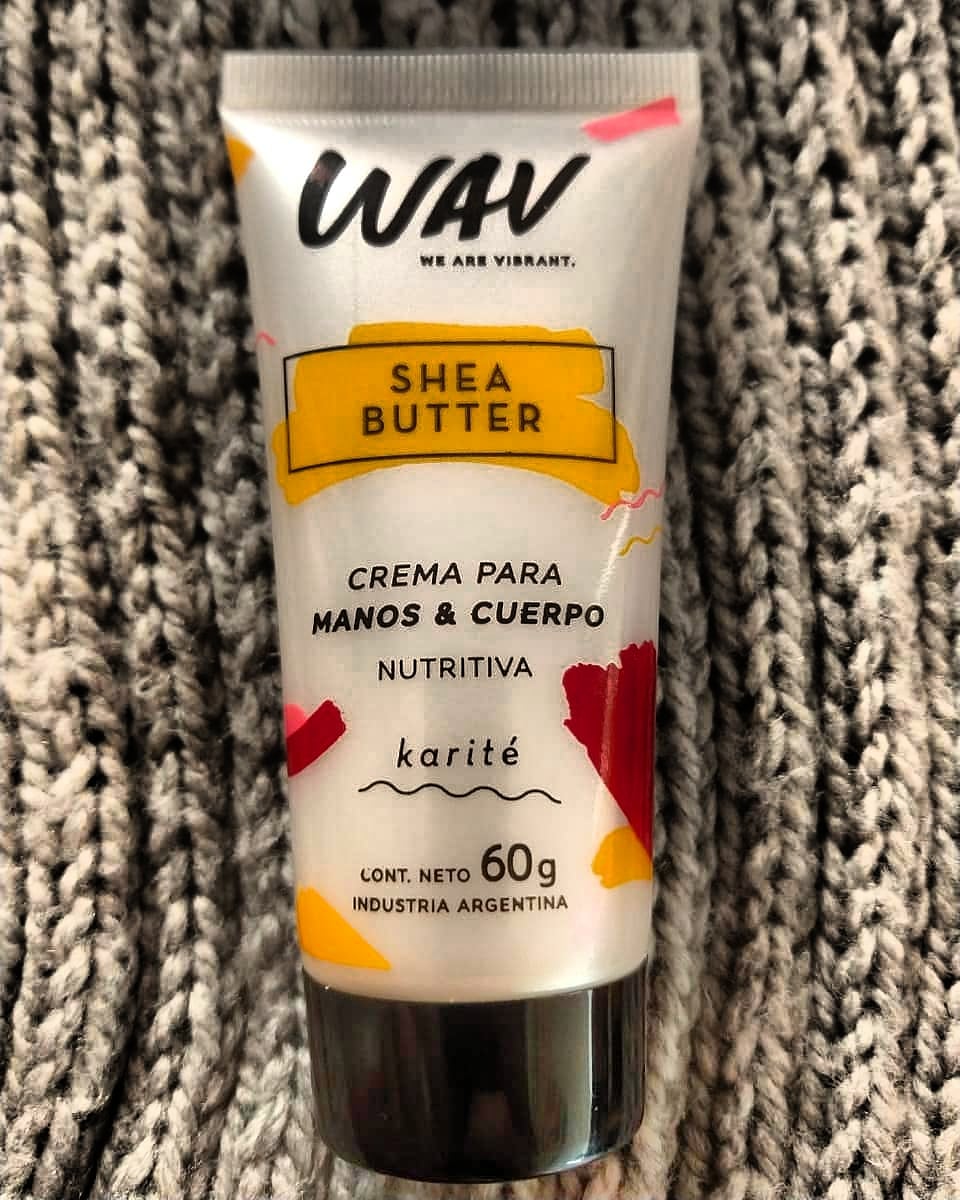 WAV
WE ARE VIBRANT.
SHEA
BUTTER
CREMA PARA
MANOS & CUERPO
NUTRITIVA
karité
CONT. NETO 60g
INDUSTRIA ARGENTINA